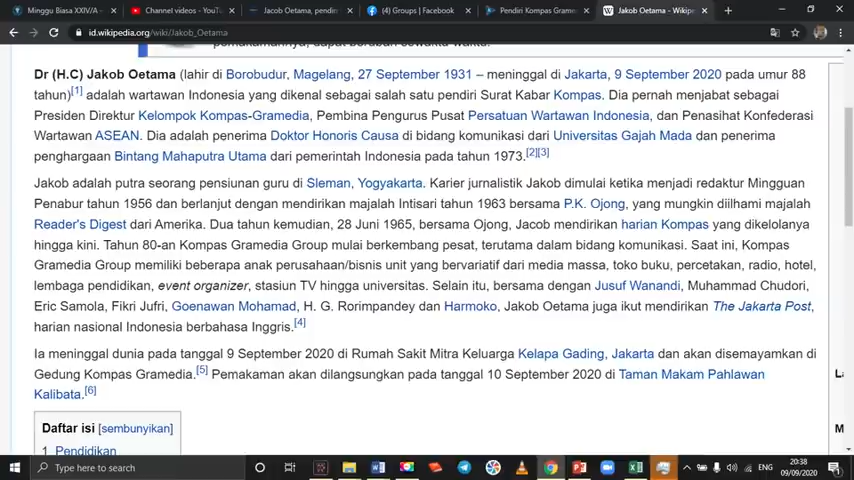 Minggu Biasa XXIV/A -
Channel videos - YouTu
Jacob Oetama, pendiri
(4) Groups | Facebook
Pendiri Kompas Grame
Jakob Oetama - Wikipe
id.wikipedia.org/wiki/Jakob_Oetama
Dr (H.C) Jakob Oetama (lahir di Borobudur, Magelang, 27 September 1931 – meninggal di Jakarta, 9 September 2020 pada umur 88
tahun)[1] adalah wartawan Indonesia yang dikenal sebagai salah satu pendiri Surat Kabar Kompas. Dia pernah menjabat sebagai
Presiden Direktur Kelompok Kompas-Gramedia, Pembina Pengurus Pusat Persatuan Wartawan Indonesia, dan Penasihat Konfederasi
Wartawan ASEAN. Dia adalah penerima Doktor Honoris Causa di bidang komunikasi dari Universitas Gajah Mada dan penerima
penghargaan Bintang Mahaputra Utama dari pemerintah Indonesia pada tahun 1973.[2][3]
Jakob adalah putra seorang pensiunan guru di Sleman, Yogyakarta. Karier jurnalistik Jakob dimulai ketika menjadi redaktur Mingguan
Penabur tahun 1956 dan berlanjut dengan mendirikan majalah Intisari tahun 1963 bersama P.K. Ojong, yang mungkin diilhami majalah
Reader's Digest dari Amerika. Dua tahun kemudian, 28 Juni 1965, bersama Ojong, Jacob mendirikan harian Kompas yang dikelolanya
hingga kini. Tahun 80-an Kompas Gramedia Group mulai berkembang pesat, terutama dalam bidang komunikasi. Saat ini, Kompas
Gramedia Group memiliki beberapa anak perusahaan/bisnis unit yang bervariatif dari media massa, toko buku, percetakan, radio, hotel,
lembaga pendidikan, event organizer, stasiun TV hingga universitas. Selain itu, bersama dengan Jusuf Wanandi, Muhammad Chudori,
Eric Samola, Fikri Jufri, Goenawan Mohamad, H. G. Rorimpandey dan Harmoko, Jakob Oetama juga ikut mendirikan The Jakarta Post,
harian nasional Indonesia berbahasa Inggris.[4]
Ia meninggal dunia pada tanggal 9 September 2020 di Rumah Sakit Mitra Keluarga Kelapa Gading, Jakarta dan akan disemayamkan di
Gedung Kompas Gramedia.[5] Pemakaman akan dilangsungkan pada tanggal 10 September 2020 di Taman Makam Pahlawan
Kalibata.[6]
Daftar isi [sembunyikan]
1 Pendidikan
Type here to search
ENG
20:38
09/09/2020
4